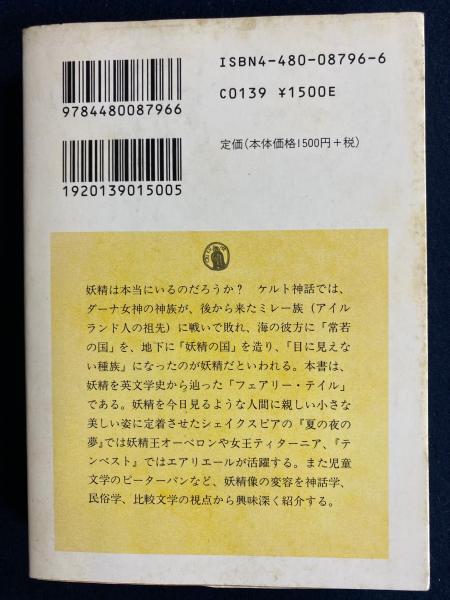 ISBN4-480-08796-6
9784480087966
C0139 ¥1500E
定価(本体価格1500円+税)
1920139015005
妖精は本当にいるのだろうか? ケルト神話では、
ダーナ女神の神族が、後から来たミレー族(アイル
ランド人の祖先)に戦いで敗れ、海の彼方に「常若
の国」を、地下に「妖精の国」を造り、「目に見えな
い種族」になったのが妖精だといわれる。本書は、
妖精を英文学史から辿った「フェアリー・テイル」
である。妖精を今日見るような人間に親しい小さな
美しい姿に定着させたシェイクスピアの『夏の夜の
夢』では妖精王オーベロンや女王ティターニア、『テ
ンペスト』ではエアリエールが活躍する。また児童
文学のピーターパンなど、妖精像の変容を神話学、
民俗学、比較文学の視点から興味深く紹介する。